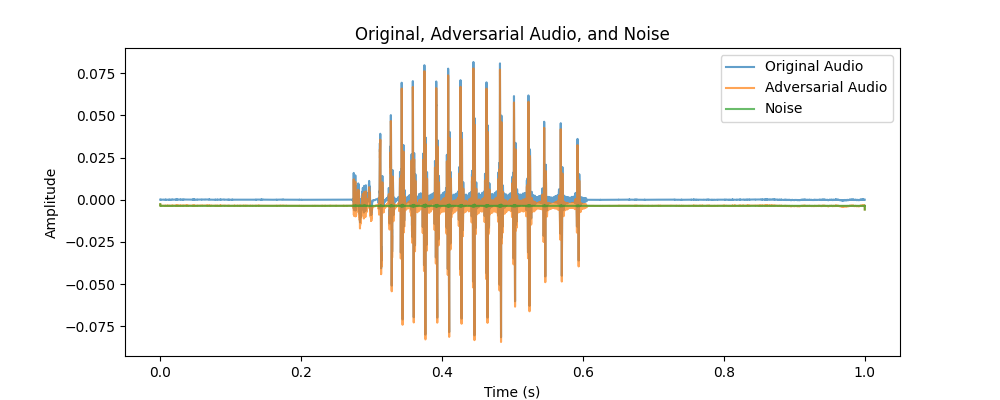 Original, Adversarial Audio, and Noise
Original Audio
Adversarial Audio
Noise
Amplitude
0.075
0.050
0.025
0.000
−0.025
−0.050
−0.075
0.0 0.2 0.4 0.6 0.8 1.0
Time (s)